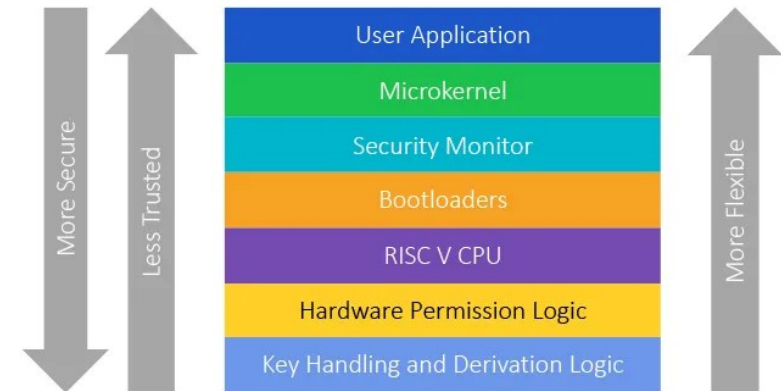 More Secure
Less Trusted
User Application
Microkernel
Security Monitor
Bootloaders
RISC V CPU
Hardware Permission Logic
Key Handling and Derivation Logic
More Flexible